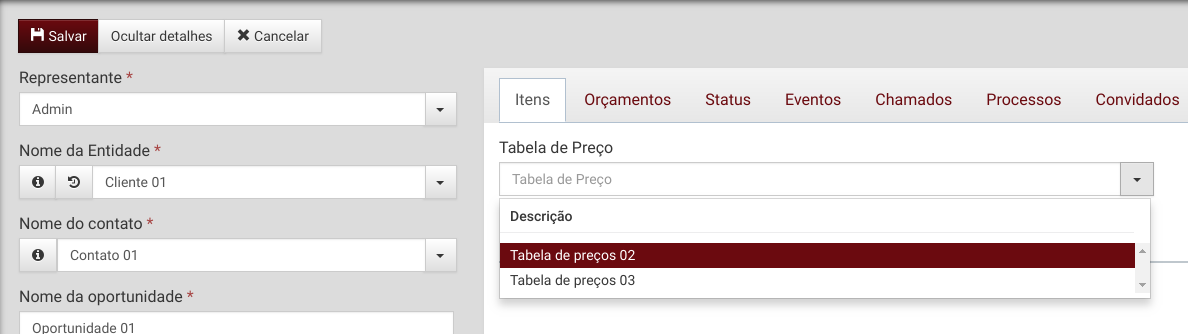 Salvar Ocultar detalhes Cancelar
Representante *
Admin
Nome da Entidade *
Cliente 01
Nome do contato *
Contato 01
Nome da oportunidade *
Oportunidade 01
Itens Orçamentos Status Eventos Chamados Processos Convidados
Tabela de Preço
Tabela de Preço
Descrição
Tabela de preços 02
Tabela de preços 03